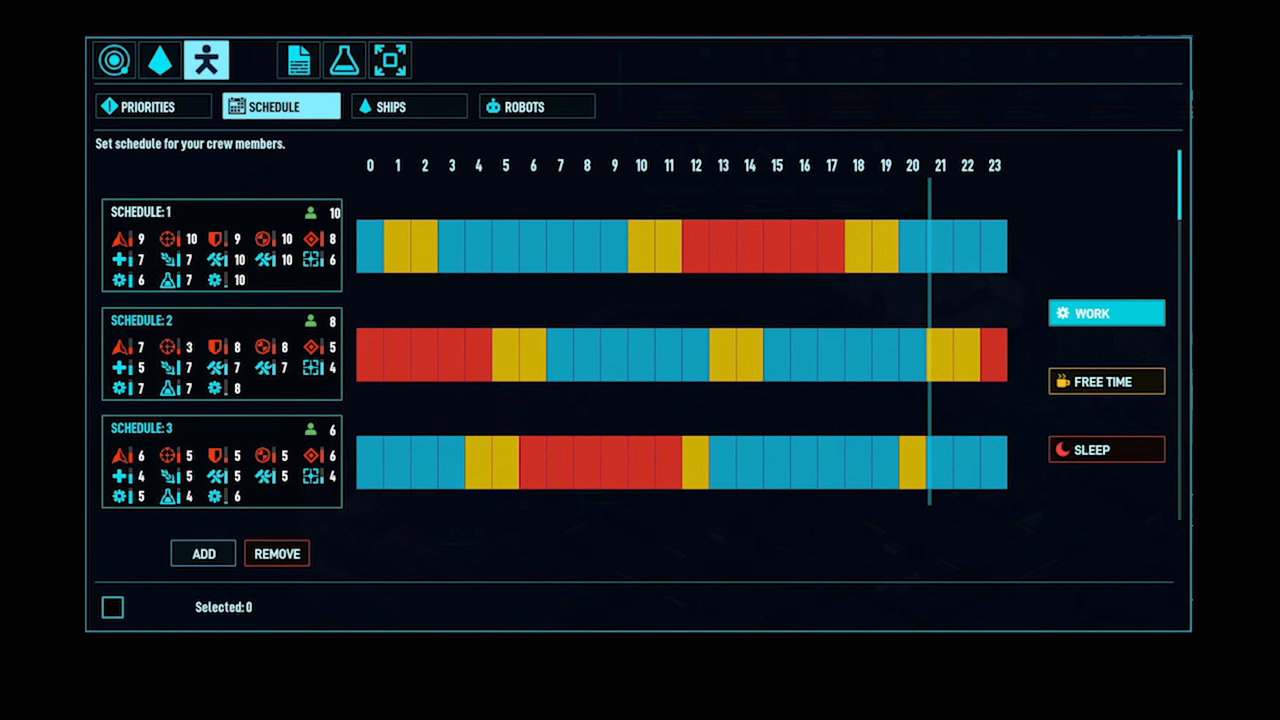 PRIORITIES SCHEDULE SHIPS ROBOTS
Set schedule for your crew members.
0 1 2 3 4 5 6 7 8 9 10 11 12 13 14 15 16 17 18 19 20 21 22 23
SCHEDULE: 1 10
9 10 9 10 8
7 7 10 10 6
6 7 10
SCHEDULE: 2 8
7 3 8 8 5
5 7 7 7 4
7 7 8
SCHEDULE: 3 6
6 5 5 5 6
4 5 5 5 4
5 4 6
WORK
FREE TIME
SLEEP
ADD REMOVE
Selected: 0